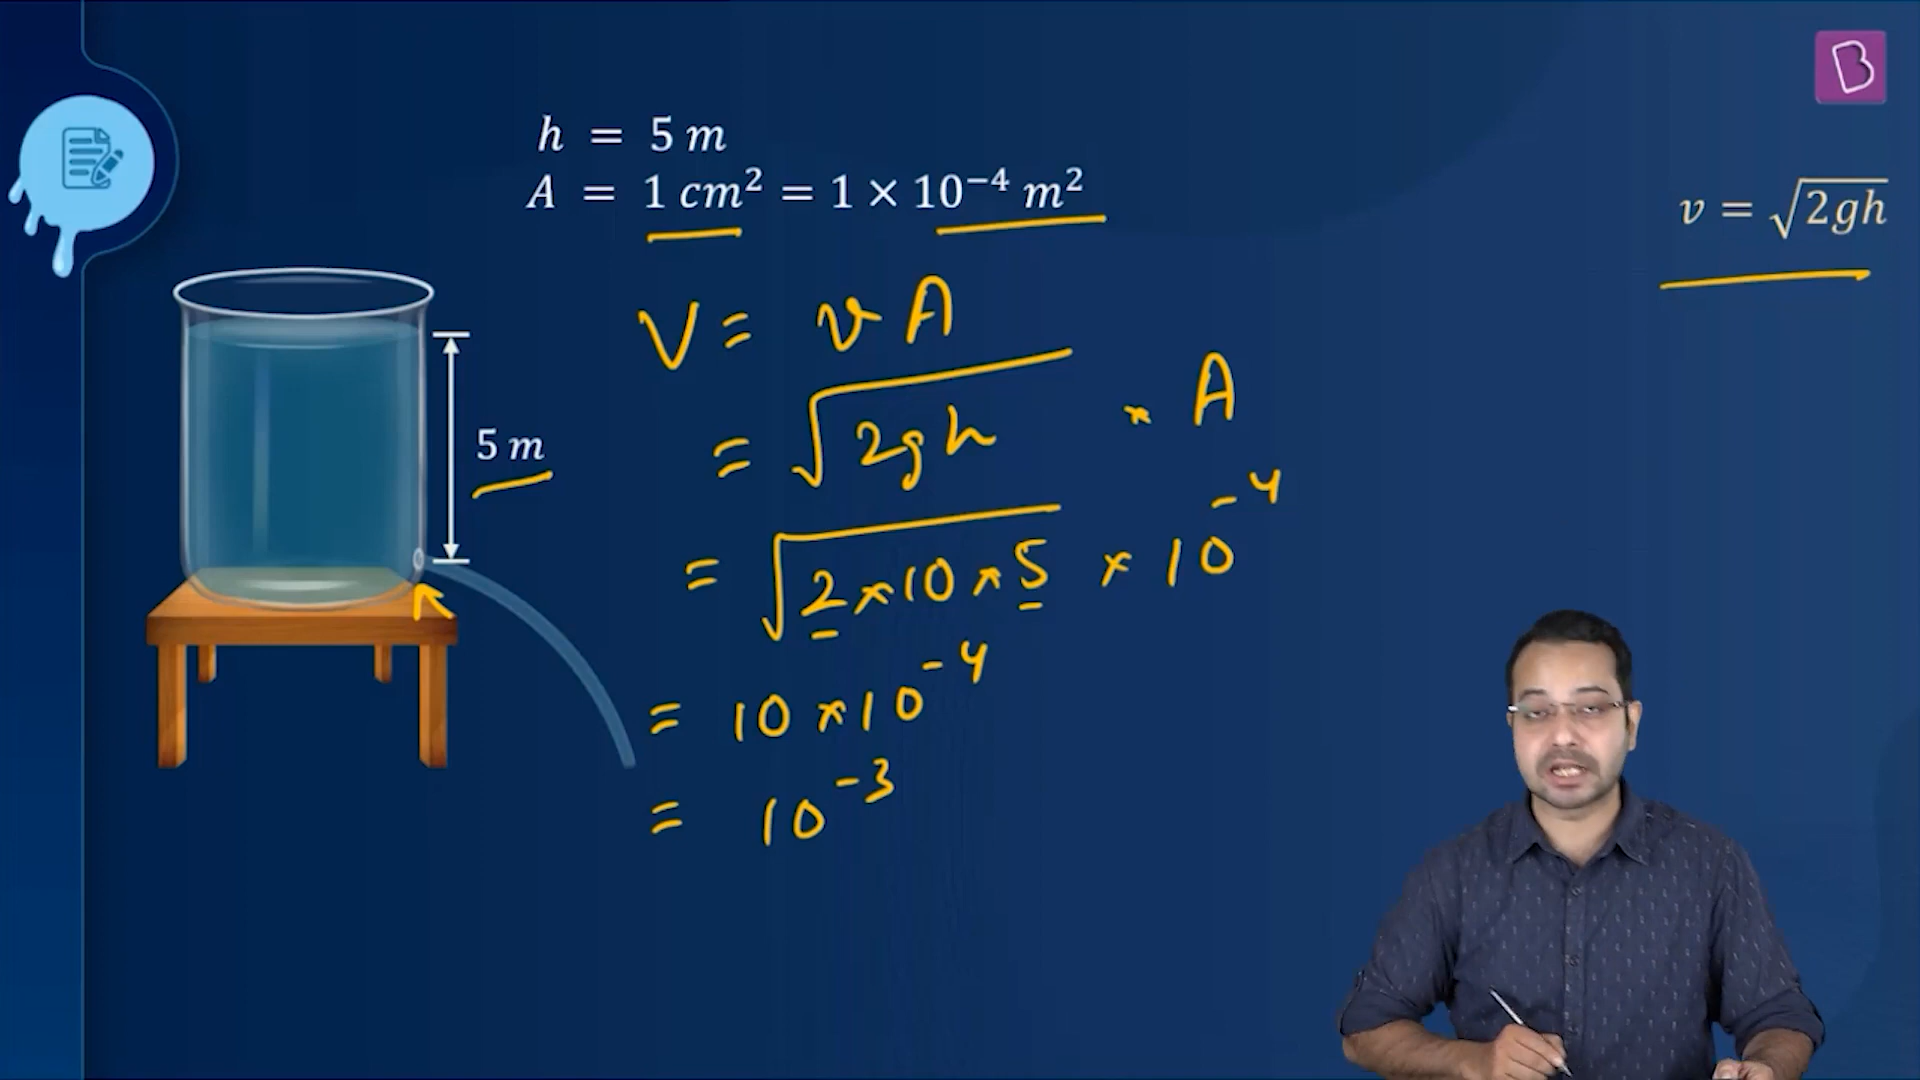 B
h = 5 m
A = 1 cm² = 1 × 10⁻⁴ m²
v = √2gh
5 m
V = v A
= √2gh × A
= √2×10×5 × 10⁻⁴
= 10 × 10⁻⁴
= 10⁻³